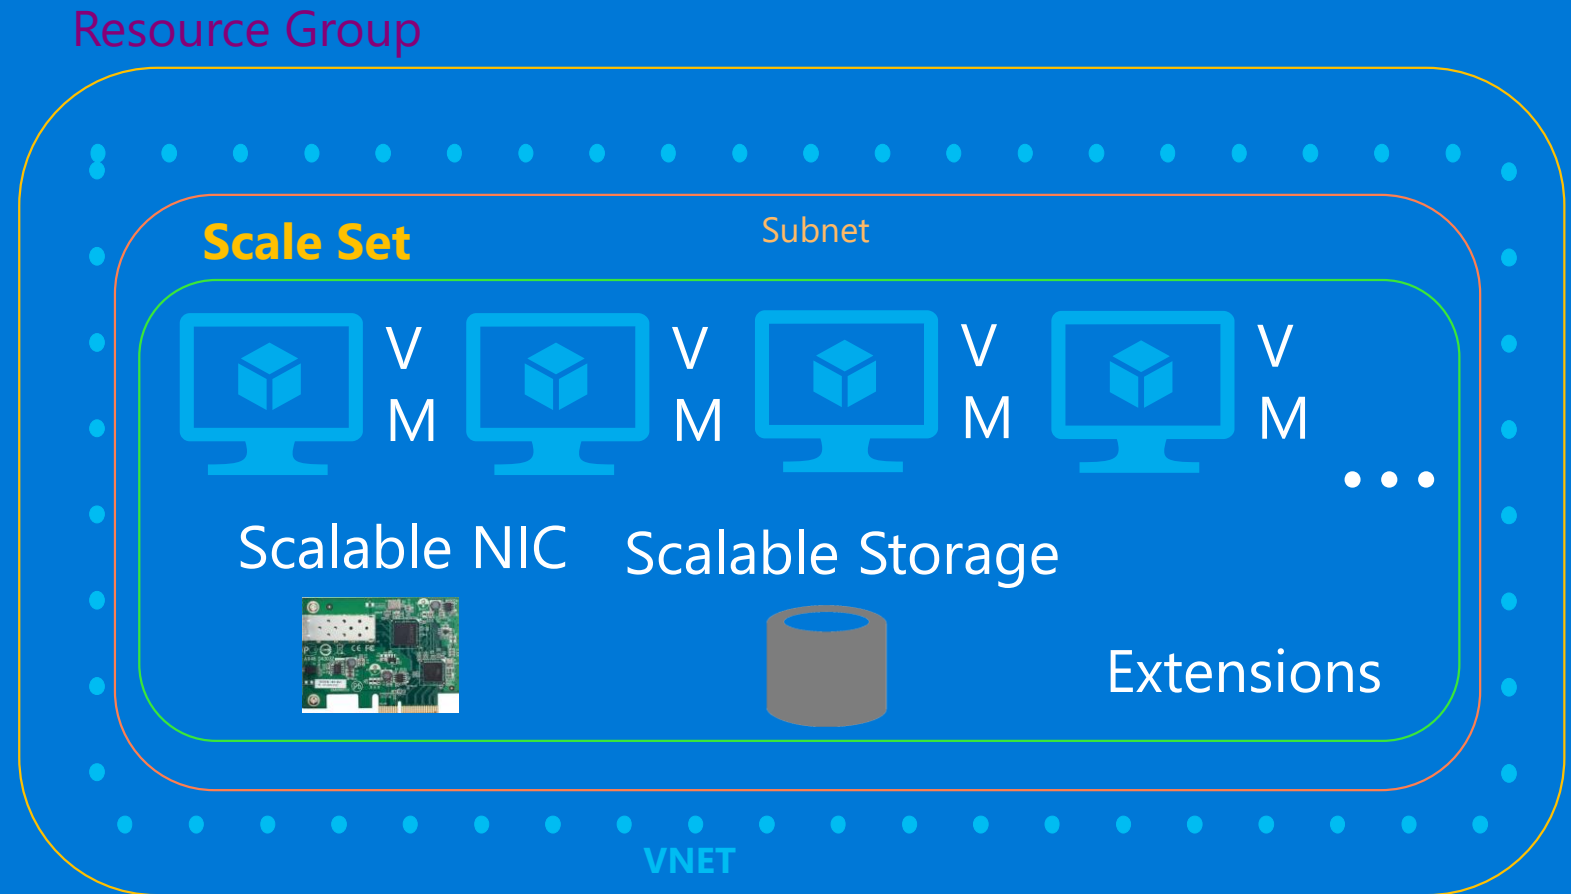 Resource Group
Subnet
Scale Set
V
M
V
M
V
M
V
M
...
Scalable NIC
Scalable Storage
Extensions
VNET